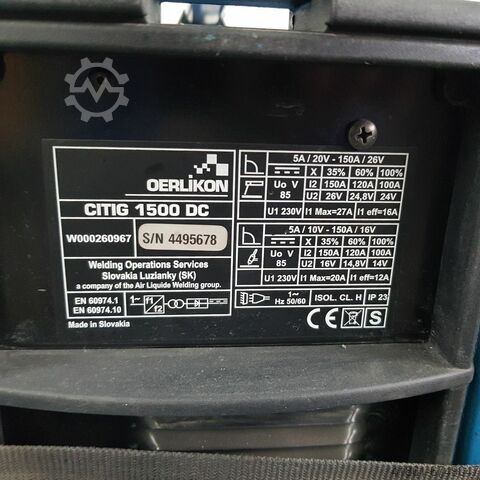 OERLIKON
CITIG 1500 DC
W000260967 S/N 4495678
Welding Operations Services
Slovakia Luzianky (SK)
a company of the Air Liquide Welding group.
EN 60974.1
EN 60974.10
1~ f1 f2
Made in Slovakia
5A / 20V - 150A / 26V
X 35% 60% 100%
Uo V 85 I2 150A 120A 100A
U2 26V 24,8V 24V
U1 230V I1 Max=27A I1 eff=16A
5A / 10V - 150A / 16V
X 35% 60% 100%
Uo V 85 I2 150A 120A 100A
U2 16V 14,8V 14V
U1 230V I1 Max=20A I1 eff=12A
1~ Hz 50/60 ISOL. CL. H IP 23
CE S